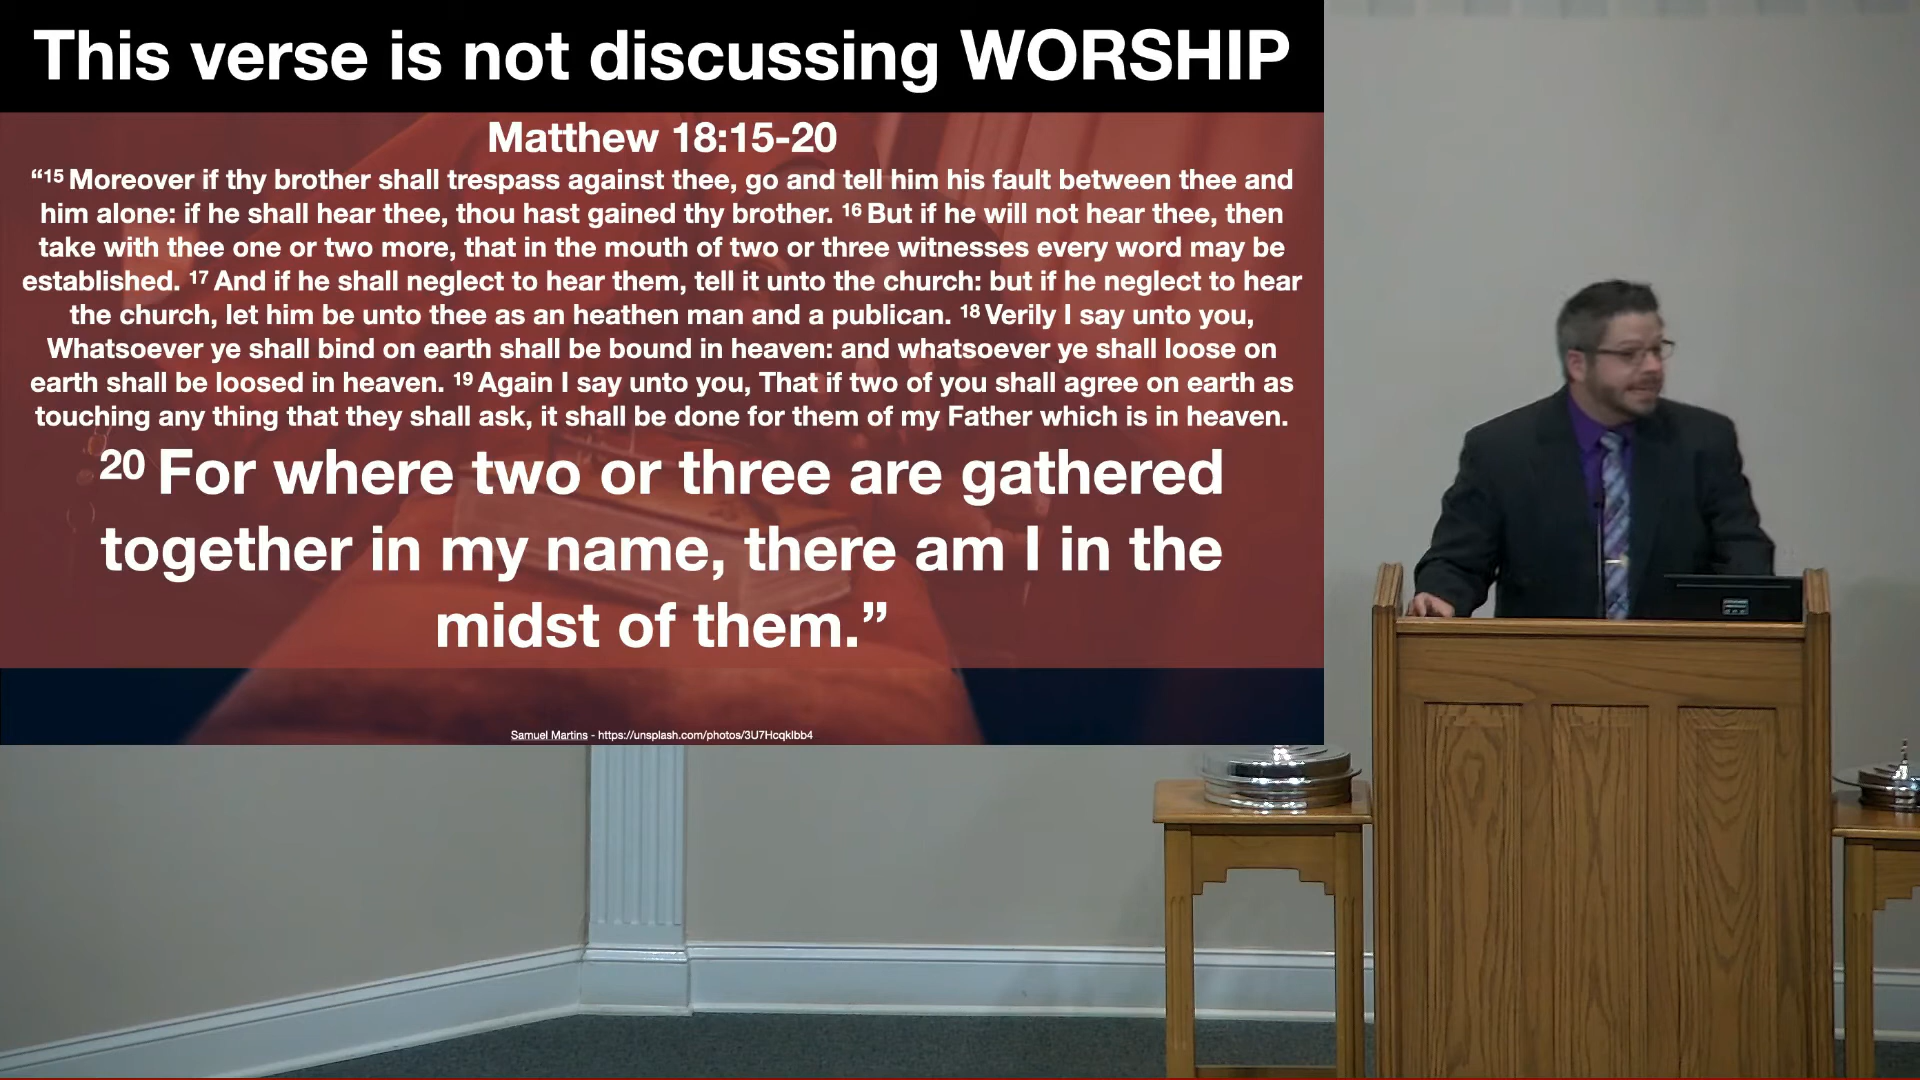 This verse is not discussing WORSHIP
Matthew 18:15-20
“15 Moreover if thy brother shall trespass against thee, go and tell him his fault between thee and
him alone: if he shall hear thee, thou hast gained thy brother. 16 But if he will not hear thee, then
take with thee one or two more, that in the mouth of two or three witnesses every word may be
established. 17 And if he shall neglect to hear them, tell it unto the church: but if he neglect to hear
the church, let him be unto thee as an heathen man and a publican. 18 Verily I say unto you,
Whatsoever ye shall bind on earth shall be bound in heaven: and whatsoever ye shall loose on
earth shall be loosed in heaven. 19 Again I say unto you, That if two of you shall agree on earth as
touching any thing that they shall ask, it shall be done for them of my Father which is in heaven.
20 For where two or three are gathered
together in my name, there am I in the
midst of them.”
Samuel Martins - https://unsplash.com/photos/3U7HcqkIbb4